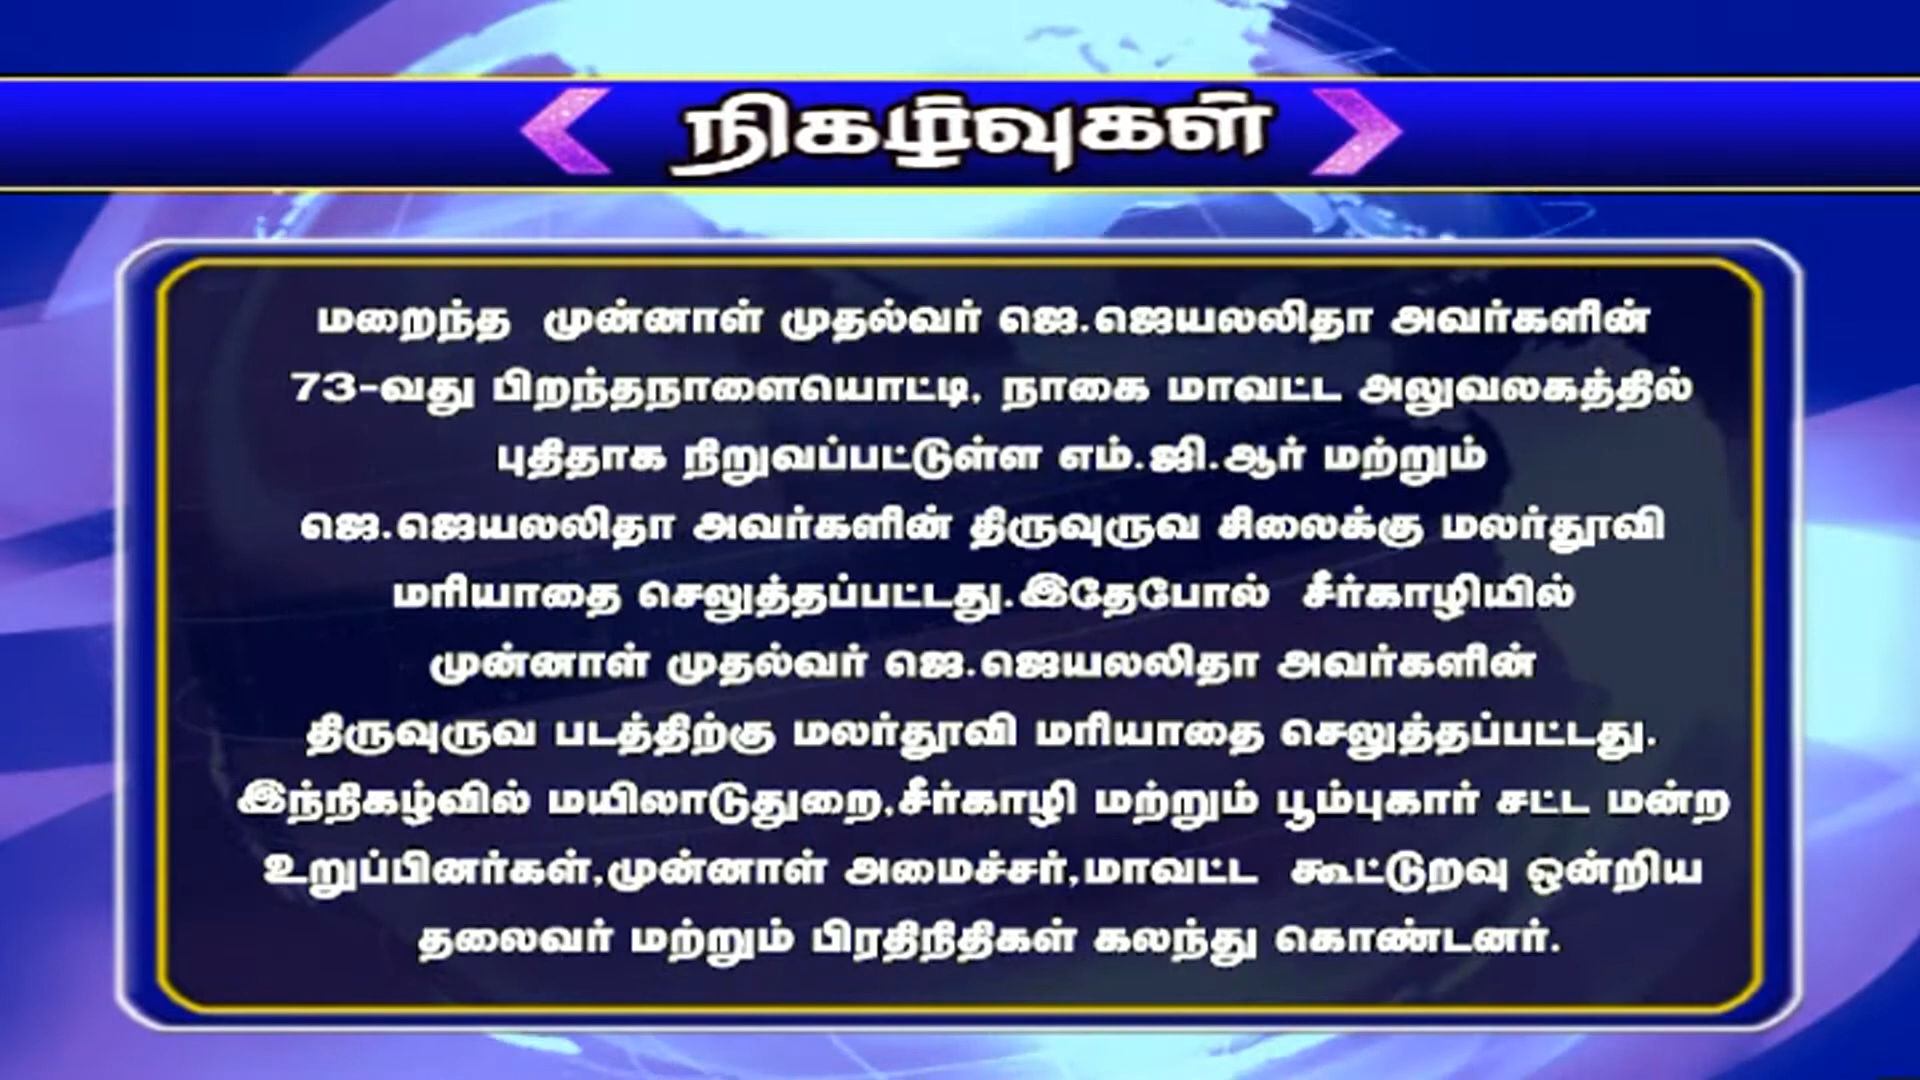 நிகழ்வுகள்
மறைந்த முன்னாள் முதல்வர் ஜெ.ஜெயலலிதா அவர்களின்
73-வது பிறந்தநாளையொட்டி, நாகை மாவட்ட அலுவலகத்தில்
புதிதாக நிறுவப்பட்டுள்ள எம்.ஜி.ஆர் மற்றும்
ஜெ.ஜெயலலிதா அவர்களின் திருவுருவ சிலைக்கு மலர்தூவி
மரியாதை செலுத்தப்பட்டது.இதேபோல் சீர்காழியில்
முன்னாள் முதல்வர் ஜெ.ஜெயலலிதா அவர்களின்
திருவுருவ படத்திற்கு மலர்தூவி மரியாதை செலுத்தப்பட்டது.
இந்நிகழ்வில் மயிலாடுதுறை,சீர்காழி மற்றும் பூம்புகார் சட்ட மன்ற
உறுப்பினர்கள்,முன்னாள் அமைச்சர்,மாவட்ட கூட்டுறவு ஒன்றிய
தலைவர் மற்றும் பிரதிநிதிகள் கலந்து கொண்டனர்.